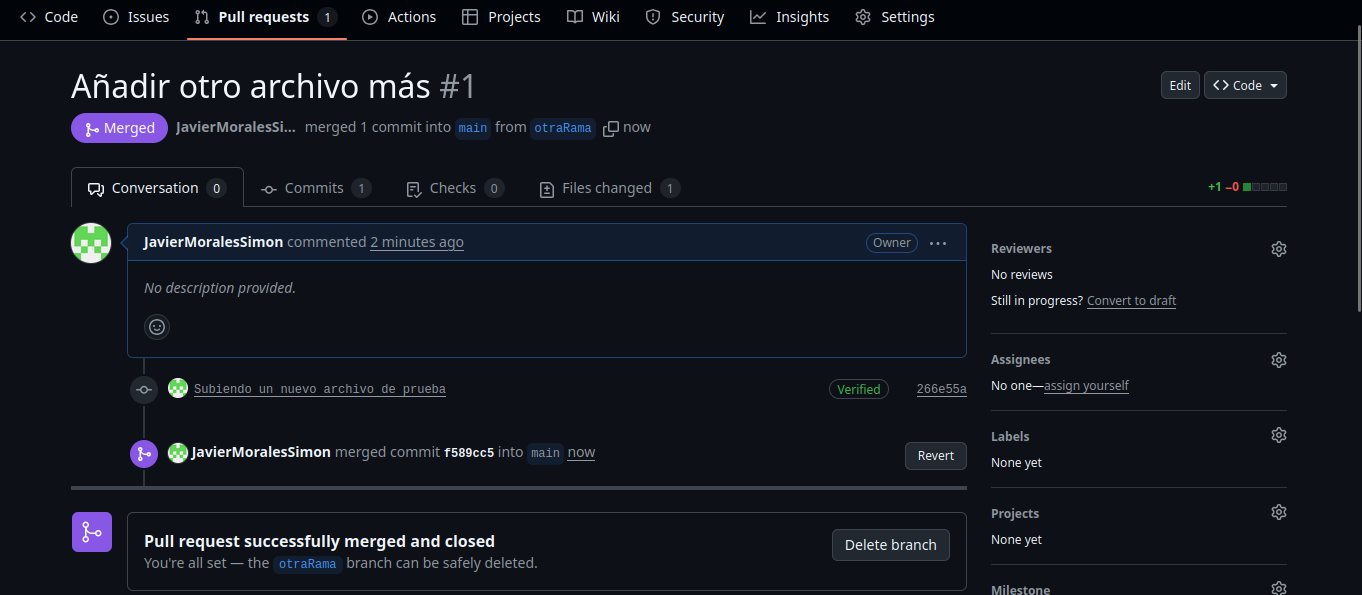 Code Issues Pull requests 1 Actions Projects Wiki Security Insights Settings
Añadir otro archivo más #1
Edit Code
Merged JavierMoralesSi... merged 1 commit into main from otraRama now
Conversation 0 Commits 1 Checks 0 Files changed 1 +1 −0
JavierMoralesSimon commented 2 minutes ago Owner ...
No description provided.
Subiendo un nuevo archivo de prueba Verified 266e55a
JavierMoralesSimon merged commit f589cc5 into main now Revert
Pull request successfully merged and closed
You're all set — the otraRama branch can be safely deleted.
Delete branch
Reviewers
No reviews
Still in progress? Convert to draft
Assignees
No one—assign yourself
Labels
None yet
Projects
None yet
Milestone